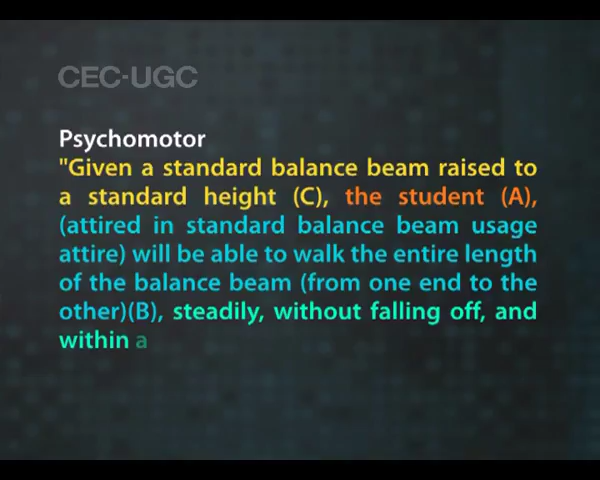 CEC-UGC
Psychomotor
"Given a standard balance beam raised to
a standard height (C), the student (A),
(attired in standard balance beam usage
attire) will be able to walk the entire length
of the balance beam (from one end to the
other)(B), steadily, without falling off, and
within a